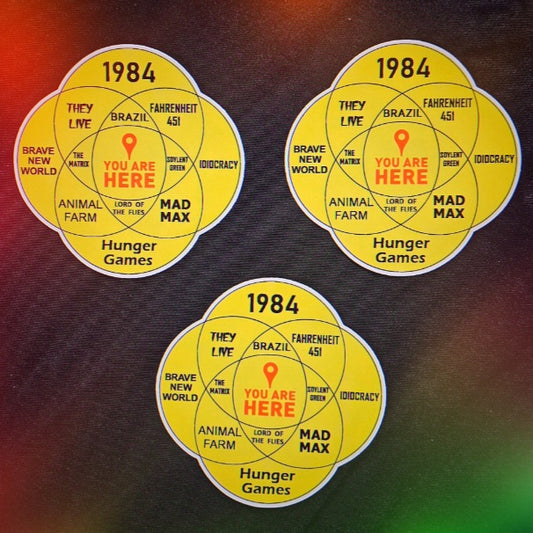 1984
THEY
LIVE
BRAZIL
FAHRENHEIT
451
BRAVE
NEW
WORLD
THE
MATRIX
YOU ARE
HERE
SOYLENT
GREEN
IDIOCRACY
ANIMAL
FARM
LORD OF
THE FLIES
MAD
MAX
Hunger
Games
1984
THEY
LIVE
BRAZIL
FAHRENHEIT
451
BRAVE
NEW
WORLD
THE
MATRIX
YOU ARE
HERE
SOYLENT
GREEN
IDIOCRACY
ANIMAL
FARM
LORD OF
THE FLIES
MAD
MAX
Hunger
Games
1984
THEY
LIVE
BRAZIL
FAHRENHEIT
451
BRAVE
NEW
WORLD
THE
MATRIX
YOU ARE
HERE
SOYLENT
GREEN
IDIOCRACY
ANIMAL
FARM
LORD OF
THE FLIES
MAD
MAX
Hunger
Games